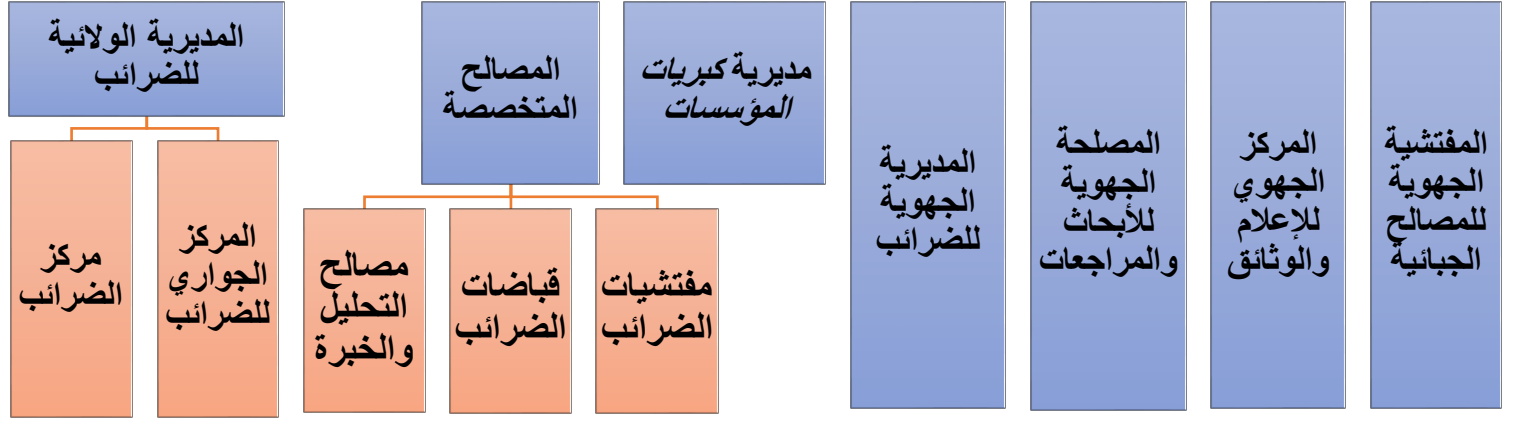 المفتشية
الجهوية
للمصالح
الجبائية
المركز
الجهوي
للإعلام
والوثائق
المصلحة
الجهوية
للأبحاث
والمراجعات
المديرية
الجهوية
للضرائب
مديرية كبريات
المؤسسات
المصالح
المتخصصة
مفتشيات
الضرائب
قباضات
الضرائب
مصالح
التحليل
والخبرة
المديرية الولائية
للضرائب
المركز
الجواري
للضرائب
مركز
الضرائب